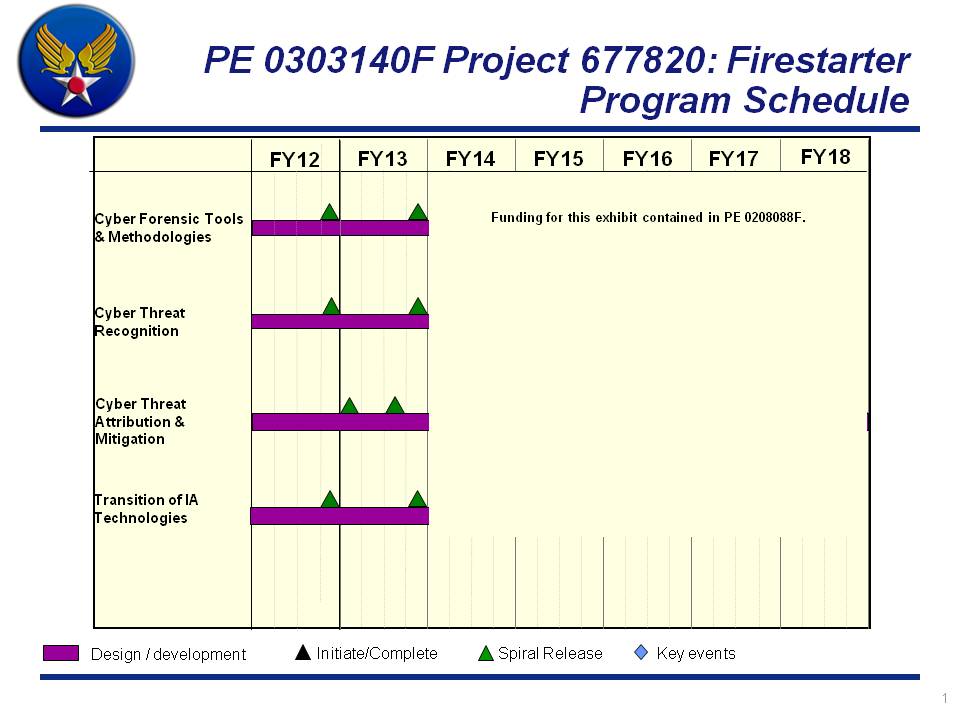 PE 0303140F Project 677820: Firestarter
Program Schedule
FY12 FY13 FY14 FY15 FY16 FY17 FY18
Cyber Forensic Tools
& Methodologies
Funding for this exhibit contained in PE 0208088F.
Cyber Threat
Recognition
Cyber Threat
Attribution &
Mitigation
Transition of IA
Technologies
Design / development Initiate/Complete Spiral Release Key events
1